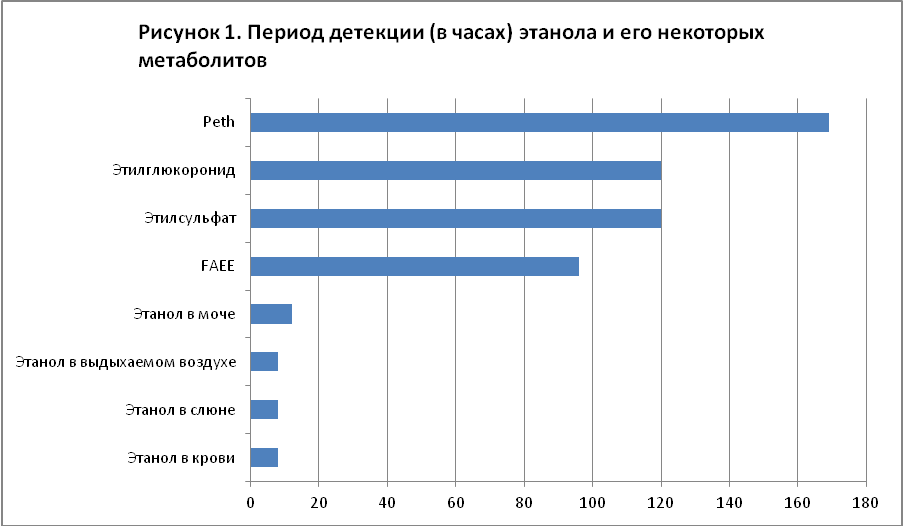 Рисунок 1. Период детекции (в часах) этанола и его некоторых
метаболитов
Peth
Этилглюкоронид
Этилсульфат
FAEE
Этанол в моче
Этанол в выдыхаемом воздухе
Этанол в слюне
Этанол в крови
0 20 40 60 80 100 120 140 160 180